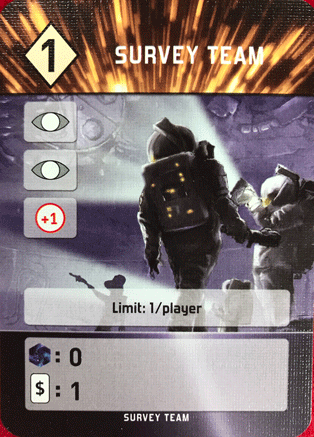 1
SURVEY TEAM
+1
Limit: 1/player
: 0
$ : 1
SURVEY TEAM